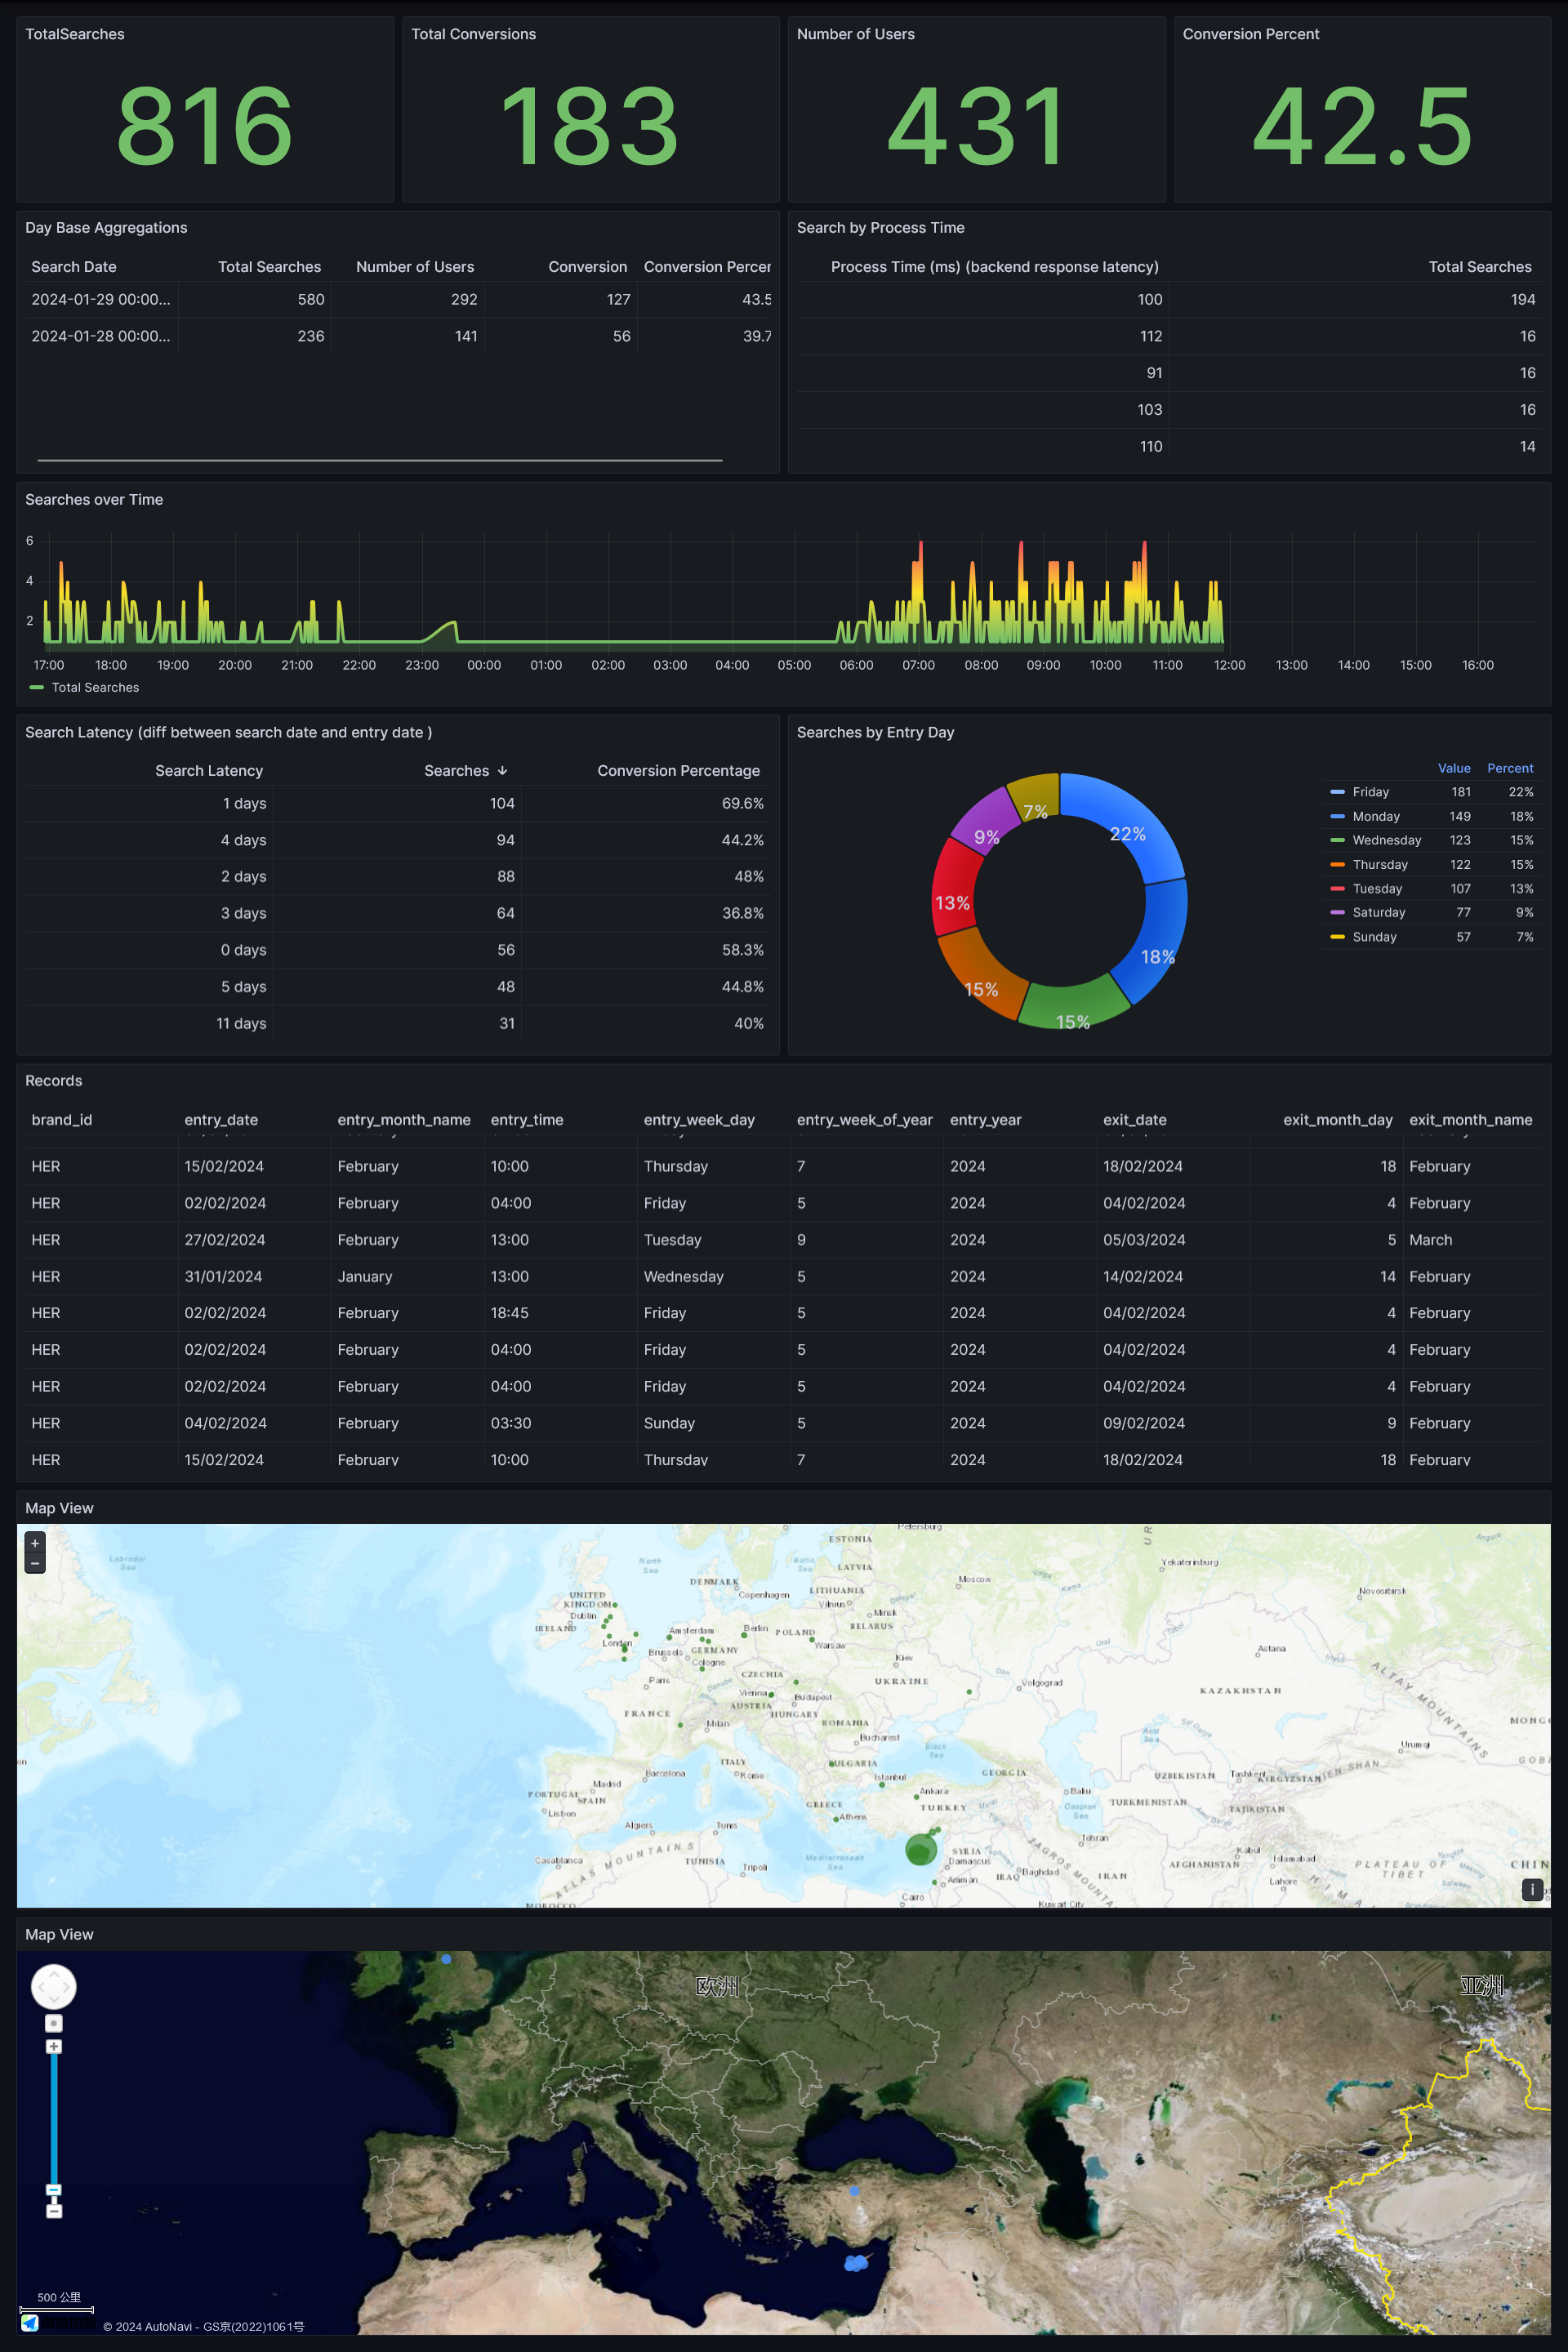 TotalSearches
Total Conversions
Number of Users
Conversion Percent
816
183
431
42.5
Day Base Aggregations
Search Date Total Searches Number of Users Conversion Conversion Percer
2024-01-29 00:00... 580 292 127 43.5
2024-01-28 00:00... 236 141 56 39.7
Search by Process Time
Process Time (ms) (backend response latency) Total Searches
100 194
112 16
91 16
103 16
110 14
Searches over Time
6
4
2
17:00 18:00 19:00 20:00 21:00 22:00 23:00 00:00 01:00 02:00 03:00 04:00 05:00 06:00 07:00 08:00 09:00 10:00 11:00 12:00 13:00 14:00 15:00 16:00
Total Searches
Search Latency (diff between search date and entry date )
Search Latency Searches Conversion Percentage
1 days 104 69.6%
4 days 94 44.2%
2 days 88 48%
3 days 64 36.8%
0 days 56 58.3%
5 days 48 44.8%
11 days 31 40%
Searches by Entry Day
22%
18%
15%
15%
13%
9%
7%
Value Percent
Friday 181 22%
Monday 149 18%
Wednesday 123 15%
Thursday 122 15%
Tuesday 107 13%
Saturday 77 9%
Sunday 57 7%
Records
brand_id entry_date entry_month_name entry_time entry_week_day entry_week_of_year entry_year exit_date exit_month_day exit_month_name
HER 15/02/2024 February 10:00 Thursday 7 2024 18/02/2024 18 February
HER 02/02/2024 February 04:00 Friday 5 2024 04/02/2024 4 February
HER 27/02/2024 February 13:00 Tuesday 9 2024 05/03/2024 5 March
HER 31/01/2024 January 13:00 Wednesday 5 2024 14/02/2024 14 February
HER 02/02/2024 February 18:45 Friday 5 2024 04/02/2024 4 February
HER 02/02/2024 February 04:00 Friday 5 2024 04/02/2024 4 February
HER 02/02/2024 February 04:00 Friday 5 2024 04/02/2024 4 February
HER 04/02/2024 February 03:30 Sunday 5 2024 09/02/2024 9 February
HER 15/02/2024 February 10:00 Thursday 7 2024 18/02/2024 18 February
Map View
+
−
Labrador Sea
North Sea
Baltic Sea
Petersburg
ESTONIA
LATVIA
DENMARK
Copenhagen
LITHUANIA
Vilnius
Moscow
Volga
Kama
Yekaterinburg
Novosibirsk
Angara
UNITED KINGDOM
Dublin
IRELAND
London
Amsterdam
Berlin
POLAND
Warsaw
Minsk
BELARUS
Brussels
GERMANY
Cologne
Kiev
Paris
CZECHIA
Vienna
AUSTRIA
Budapest
HUNGARY
UKRAINE
Don
Volgograd
Ural
Tobol
Astana
KAZAKHSTAN
ALTAY MOUNTAINS
FRANCE
Milan
ROMANIA
Bucharest
Black Sea
Aral Sea
Urumqi
MONG
GOB
ITALY
Rome
BULGARIA
Istanbul
GEORGIA
UZBEKISTAN
Tashkent
KYRGYZSTAN
TIEN SHAN
Barcelona
Madrid
PORTUGAL
SPAIN
Lisbon
GREECE
Athens
Ankara
TURKEY
Baku
Caspian Sea
TURKMENISTAN
TAJIKISTAN
Algiers
Tunis
Tehran
Kabul
Islamabad
Casablanca
ATLAS MOUNTAINS
TUNISIA
Tripoli
Mediterranean Sea
SYRIA
Damascus
Amman
IRAQ
Baghdad
ZAGROS MOUNTA
IRAN
AFGHANISTAN
Lahore
PLATEAU OF TIBET
CHIN
MOROCCO
Cairo
Kuwait City
HIMA
i
Map View
欧洲
亚洲
500 公里
© 2024 AutoNavi - GS京(2022)1061号